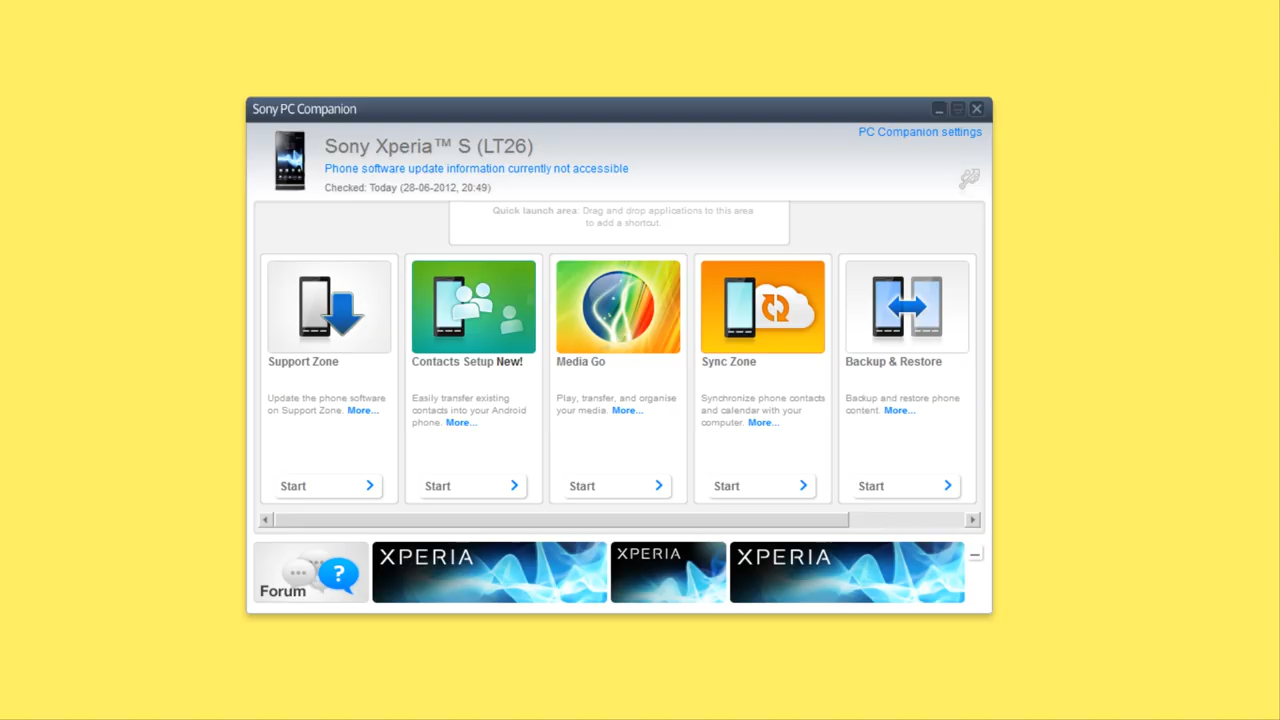 Sony PC Companion
PC Companion settings
Sony Xperia™ S (LT26)
Phone software update information currently not accessible
Checked: Today (28-06-2012, 20:49)
Quick launch area: Drag and drop applications to this area
to add a shortcut.
Support Zone
Update the phone software
on Support Zone. More...
Start
Contacts Setup New!
Easily transfer existing
contacts into your Android
phone. More...
Start
Media Go
Play, transfer, and organise
your media. More...
Start
Sync Zone
Synchronize phone contacts
and calendar with your
computer. More...
Start
Backup & Restore
Backup and restore phone
content. More...
Start
?
Forum
XPERIA
XPERIA
XPERIA